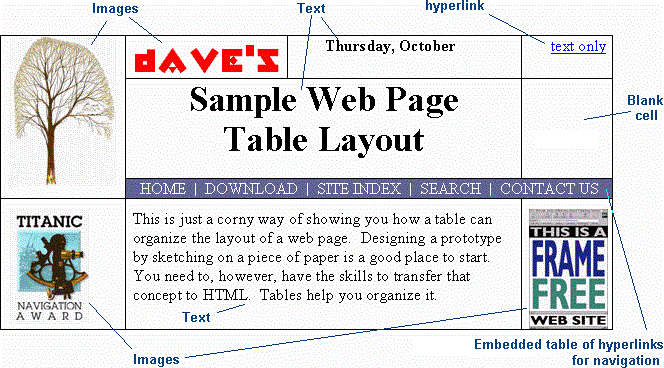 Images
Text
hyperlink
dAVE'S
Thursday, October
text only
Sample Web Page
Table Layout
Blank
cell
HOME | DOWNLOAD | SITE INDEX | SEARCH | CONTACT US
TITANIC
NAVIGATION
AWARD
This is just a corny way of showing you how a table can
organize the layout of a web page. Designing a prototype
by sketching on a piece of paper is a good place to start.
You need to, however, have the skills to transfer that
concept to HTML. Tables help you organize it.
THIS IS A
FRAME
FREE
WEB SITE
Text
Images
Embedded table of hyperlinks
for navigation